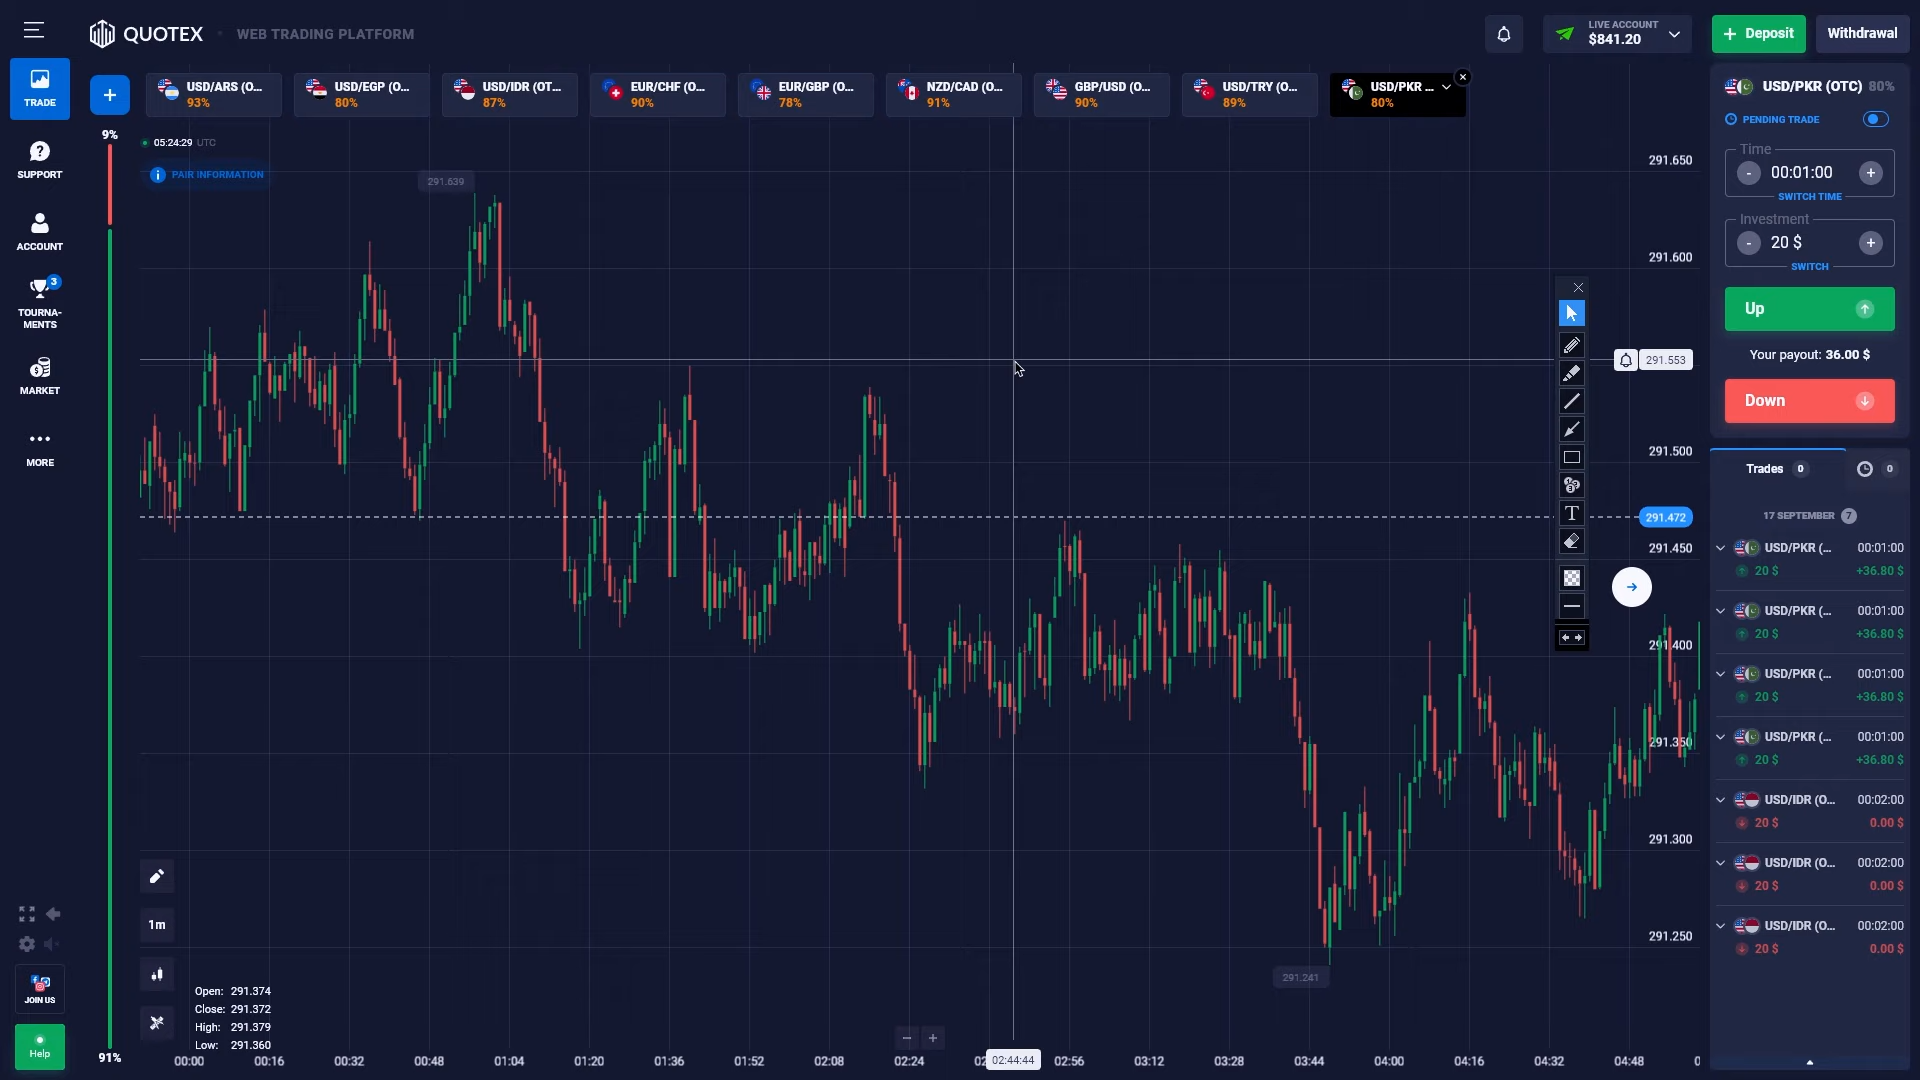 QUOTEX
WEB TRADING PLATFORM
LIVE ACCOUNT
$841.20
+ Deposit
Withdrawal
TRADE
+
USD/ARS (O...
93%
USD/EGP (O...
80%
USD/IDR (OT...
87%
EUR/CHF (O...
90%
EUR/GBP (O...
78%
NZD/CAD (O...
91%
GBP/USD (O...
90%
USD/TRY (O...
89%
USD/PKR ...
80%
USD/PKR (OTC) 80%
PENDING TRADE
Time
- 00:01:00 +
SWITCH TIME
Investment
- 20 $ +
SWITCH
Up
Your payout: 36.00 $
Down
9%
05:24:29 UTC
PAIR INFORMATION
SUPPORT
ACCOUNT
3
TOURNA-
MENTS
MARKET
MORE
JOIN US
Help
91%
291.639
291.241
291.650
291.600
291.553
291.500
291.472
291.450
291.400
291.350
291.300
291.250
T
1m
Open: 291.374
Close: 291.372
High: 291.379
Low: 291.360
00:00 00:16 00:32 00:48 01:04 01:20 01:36 01:52 02:08 02:24 02:44:44 02:56 03:12 03:28 03:44 04:00 04:16 04:32 04:48
Trades 0
0
17 SEPTEMBER 7
USD/PKR (... 00:01:00
20 $ +36.80 $
USD/PKR (... 00:01:00
20 $ +36.80 $
USD/PKR (... 00:01:00
20 $ +36.80 $
USD/PKR (... 00:01:00
20 $ +36.80 $
USD/IDR (O... 00:02:00
20 $ 0.00 $
USD/IDR (O... 00:02:00
20 $ 0.00 $
USD/IDR (O... 00:02:00
20 $ 0.00 $